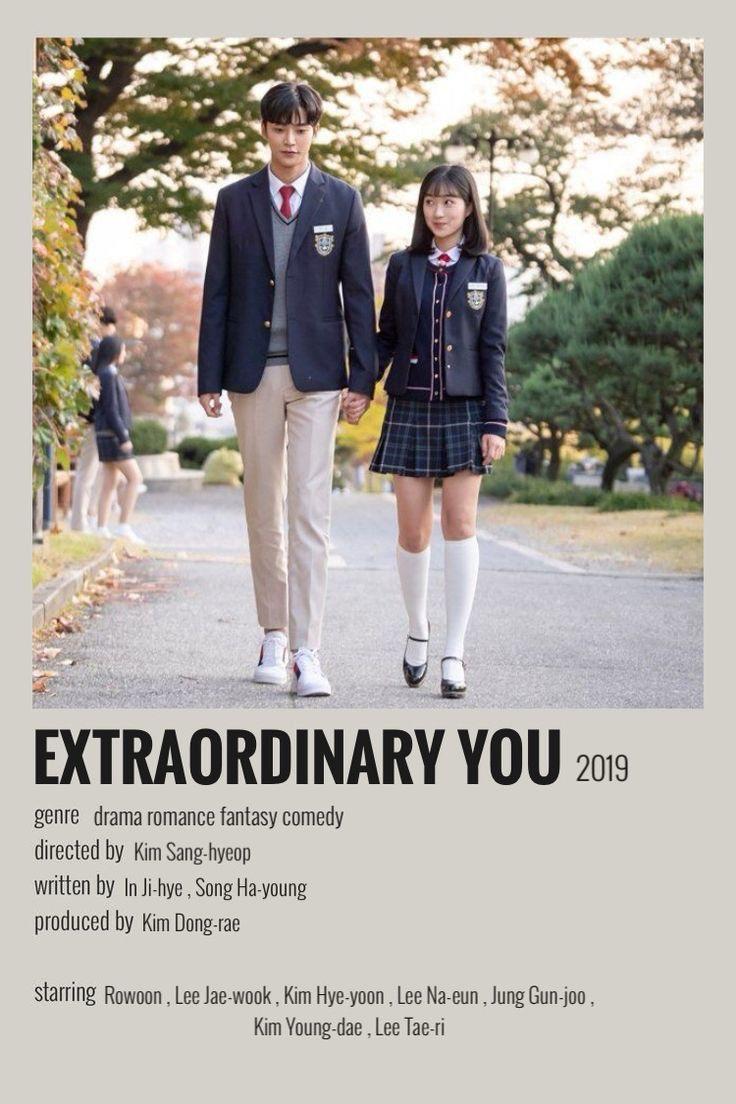 EXTRAORDINARY YOU 2019
genre drama romance fantasy comedy
directed by Kim Sang-hyeop
written by In Ji-hye , Song Ha-young
produced by Kim Dong-rae
starring Rowoon , Lee Jae-wook , Kim Hye-yoon , Lee Na-eun , Jung Gun-joo ,
Kim Young-dae , Lee Tae-ri